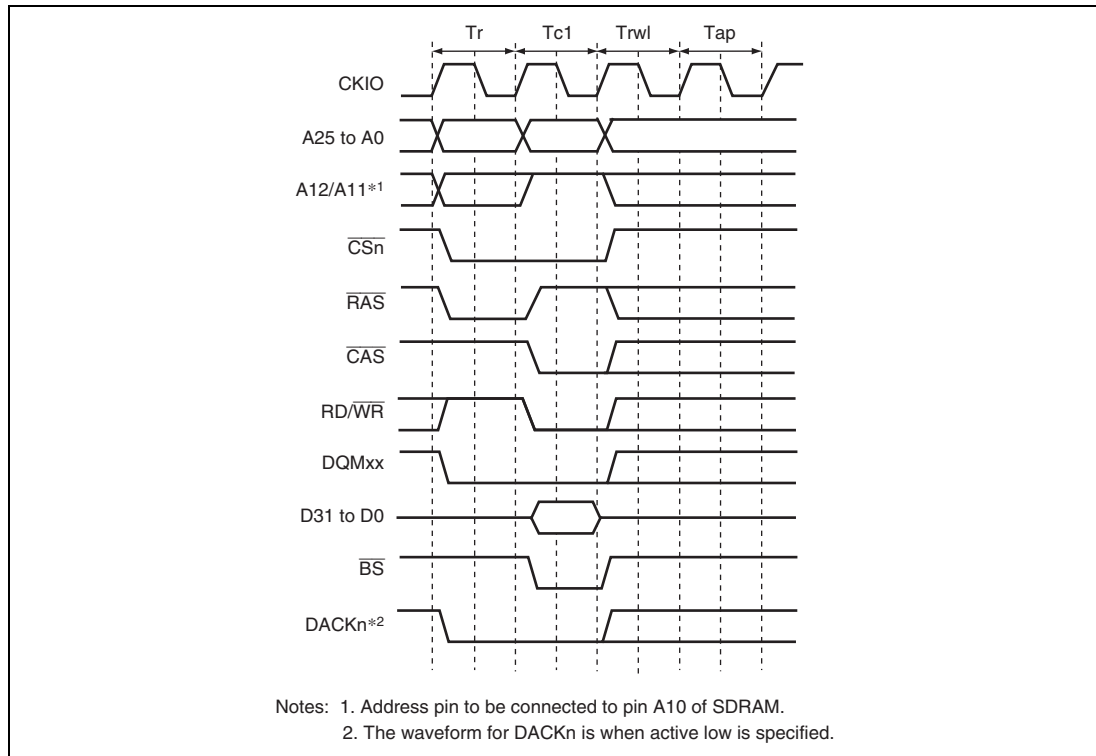 Tr Tc1 Trwl Tap
CKIO
A25 to A0
A12/A11*1
CSn
RAS
CAS
RD/WR
DQMxx
D31 to D0
BS
DACKn*2
Notes: 1. Address pin to be connected to pin A10 of SDRAM.
2. The waveform for DACKn is when active low is specified.